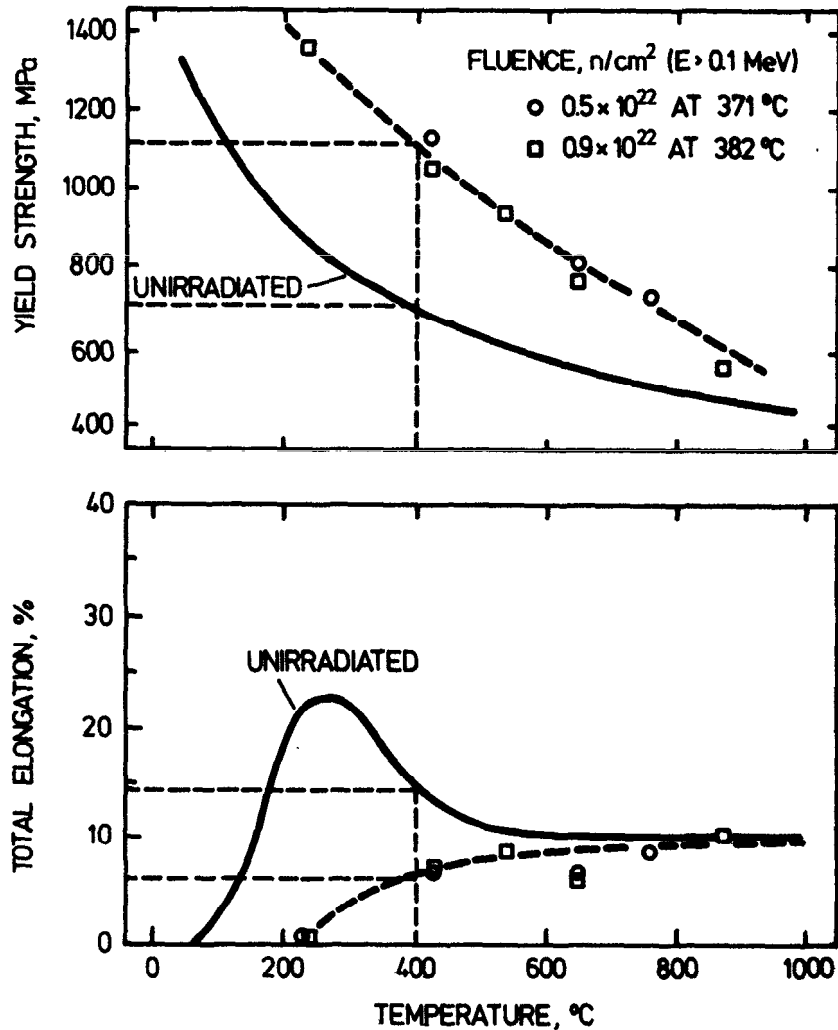 1400
1200
1000
800
600
400
YIELD STRENGTH, MPa
FLUENCE, n/cm² (E > 0.1 MeV)
○ 0.5 × 10²² AT 371 °C
□ 0.9 × 10²² AT 382 °C
UNIRRADIATED
40
30
20
10
0
TOTAL ELONGATION, %
UNIRRADIATED
0 200 400 600 800 1000
TEMPERATURE, °C